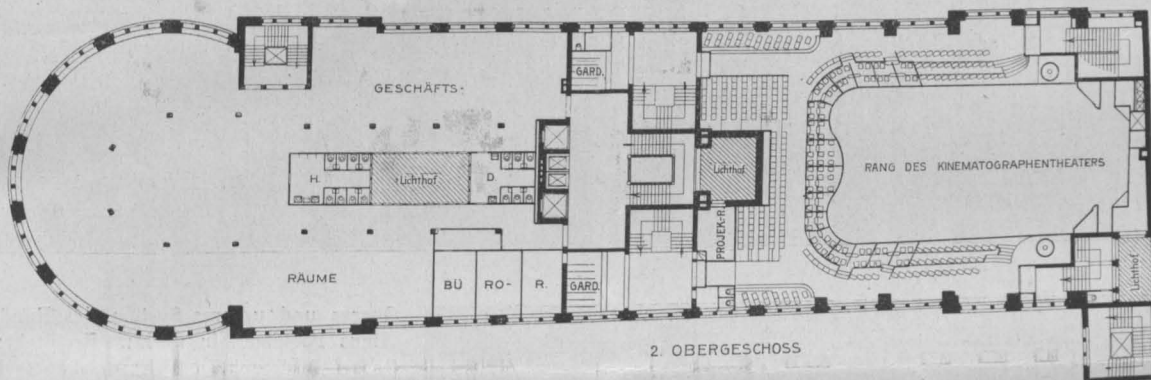 GARD.
GESCHÄFTS-
H.
Lichthof
D.
Lichthof
RANG DES KINEMATOGRAPHENTHEATERS
PROJEK.-R.
RÄUME
BÜ
RO-
R.
GARD.
Lichthof
2. OBERGESCHOSS